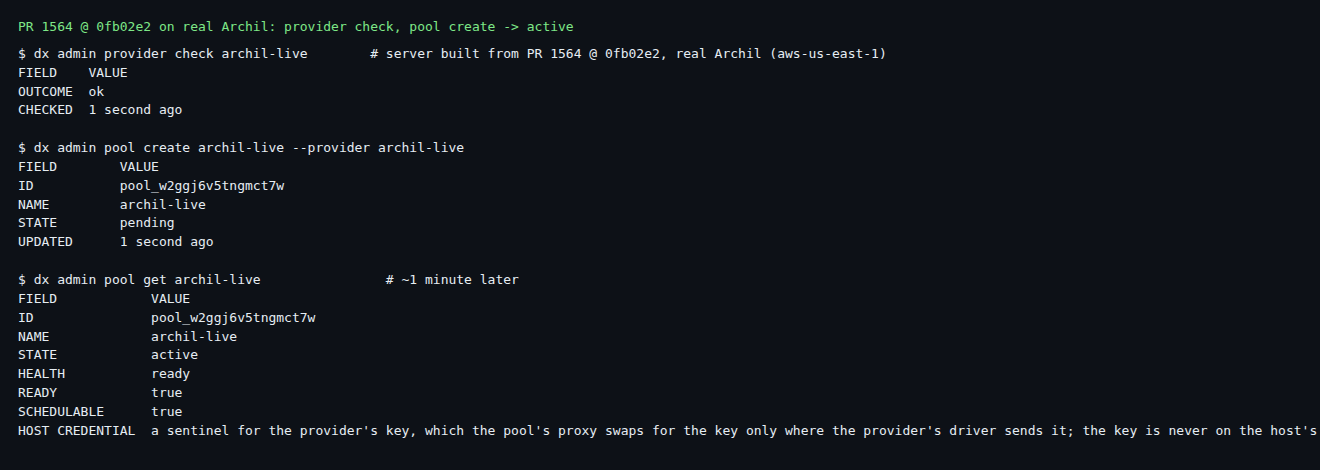 PR 1564 @ 0fb02e2 on real Archil: provider check, pool create -> active
$ dx admin provider check archil-live        # server built from PR 1564 @ 0fb02e2, real Archil (aws-us-east-1)
FIELD    VALUE
OUTCOME  ok
CHECKED  1 second ago
$ dx admin pool create archil-live --provider archil-live
FIELD        VALUE
ID           pool_w2ggj6v5tngmct7w
NAME         archil-live
STATE        pending
UPDATED      1 second ago
$ dx admin pool get archil-live                # ~1 minute later
FIELD            VALUE
ID               pool_w2ggj6v5tngmct7w
NAME             archil-live
STATE            active
HEALTH           ready
READY            true
SCHEDULABLE      true
HOST CREDENTIAL  a sentinel for the provider's key, which the pool's proxy swaps for the key only where the provider's driver sends it; the key is never on the host's